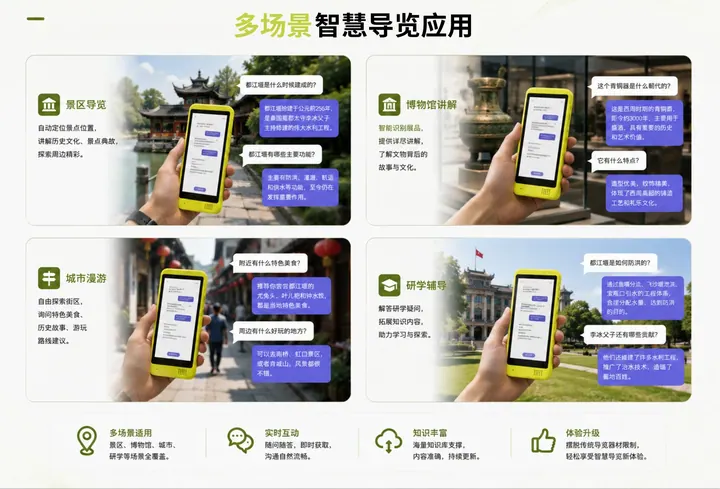 多场景智慧导览应用
景区导览
自动定位景点位置，
讲解历史文化、景点典故，
探索周边精彩。
都江堰是什么时候建成的？
都江堰始建于公元前256年，
是秦国蜀郡太守李冰父子
主持修建的伟大水利工程。
都江堰有哪些主要功能？
主要有防洪、灌溉、航运
和供水等功能，至今仍在
发挥重要作用。
博物馆讲解
智能识别展品，
提供详尽讲解，
了解文物背后的
故事与文化。
这个青铜器是什么朝代的？
这是西周时期的青铜器，
距今约3000年，主要用于
盛酒，具有重要的历史
和艺术价值。
它有什么特点？
造型优美，纹饰精美，
体现了西周高超的铸造
工艺和礼乐文化。
城市漫游
自由探索街区，
询问特色美食、
历史故事、游玩
路线建议。
附近有什么特色美食？
推荐你尝尝都江堰的
尤兔头、叶儿粑和钟水饺，
都是当地特色美食。
周边有什么好玩的地方？
可以去南桥、虹口景区，
或者青城山，风景都很
不错。
研学辅导
解答研学疑问，
拓展知识内容，
助力学习与探索。
都江堰是如何防洪的？
通过鱼嘴分流、飞沙堰泄洪、
宝瓶口引水的工程体系，
合理分配水量，达到防洪
的目的。
李冰父子还有哪些贡献？
他们还修建了许多水利工程，
推广了治水技术，造福了
蜀地百姓。
多场景适用
景区、博物馆、城市、
研学等场景全覆盖。
实时互动
随问随答，即时获取，
沟通自然流畅。
知识丰富
海量知识库支撑，
内容准确，持续更新。
体验升级
摆脱传统导览器材限制，
轻松享受智慧导览新体验。